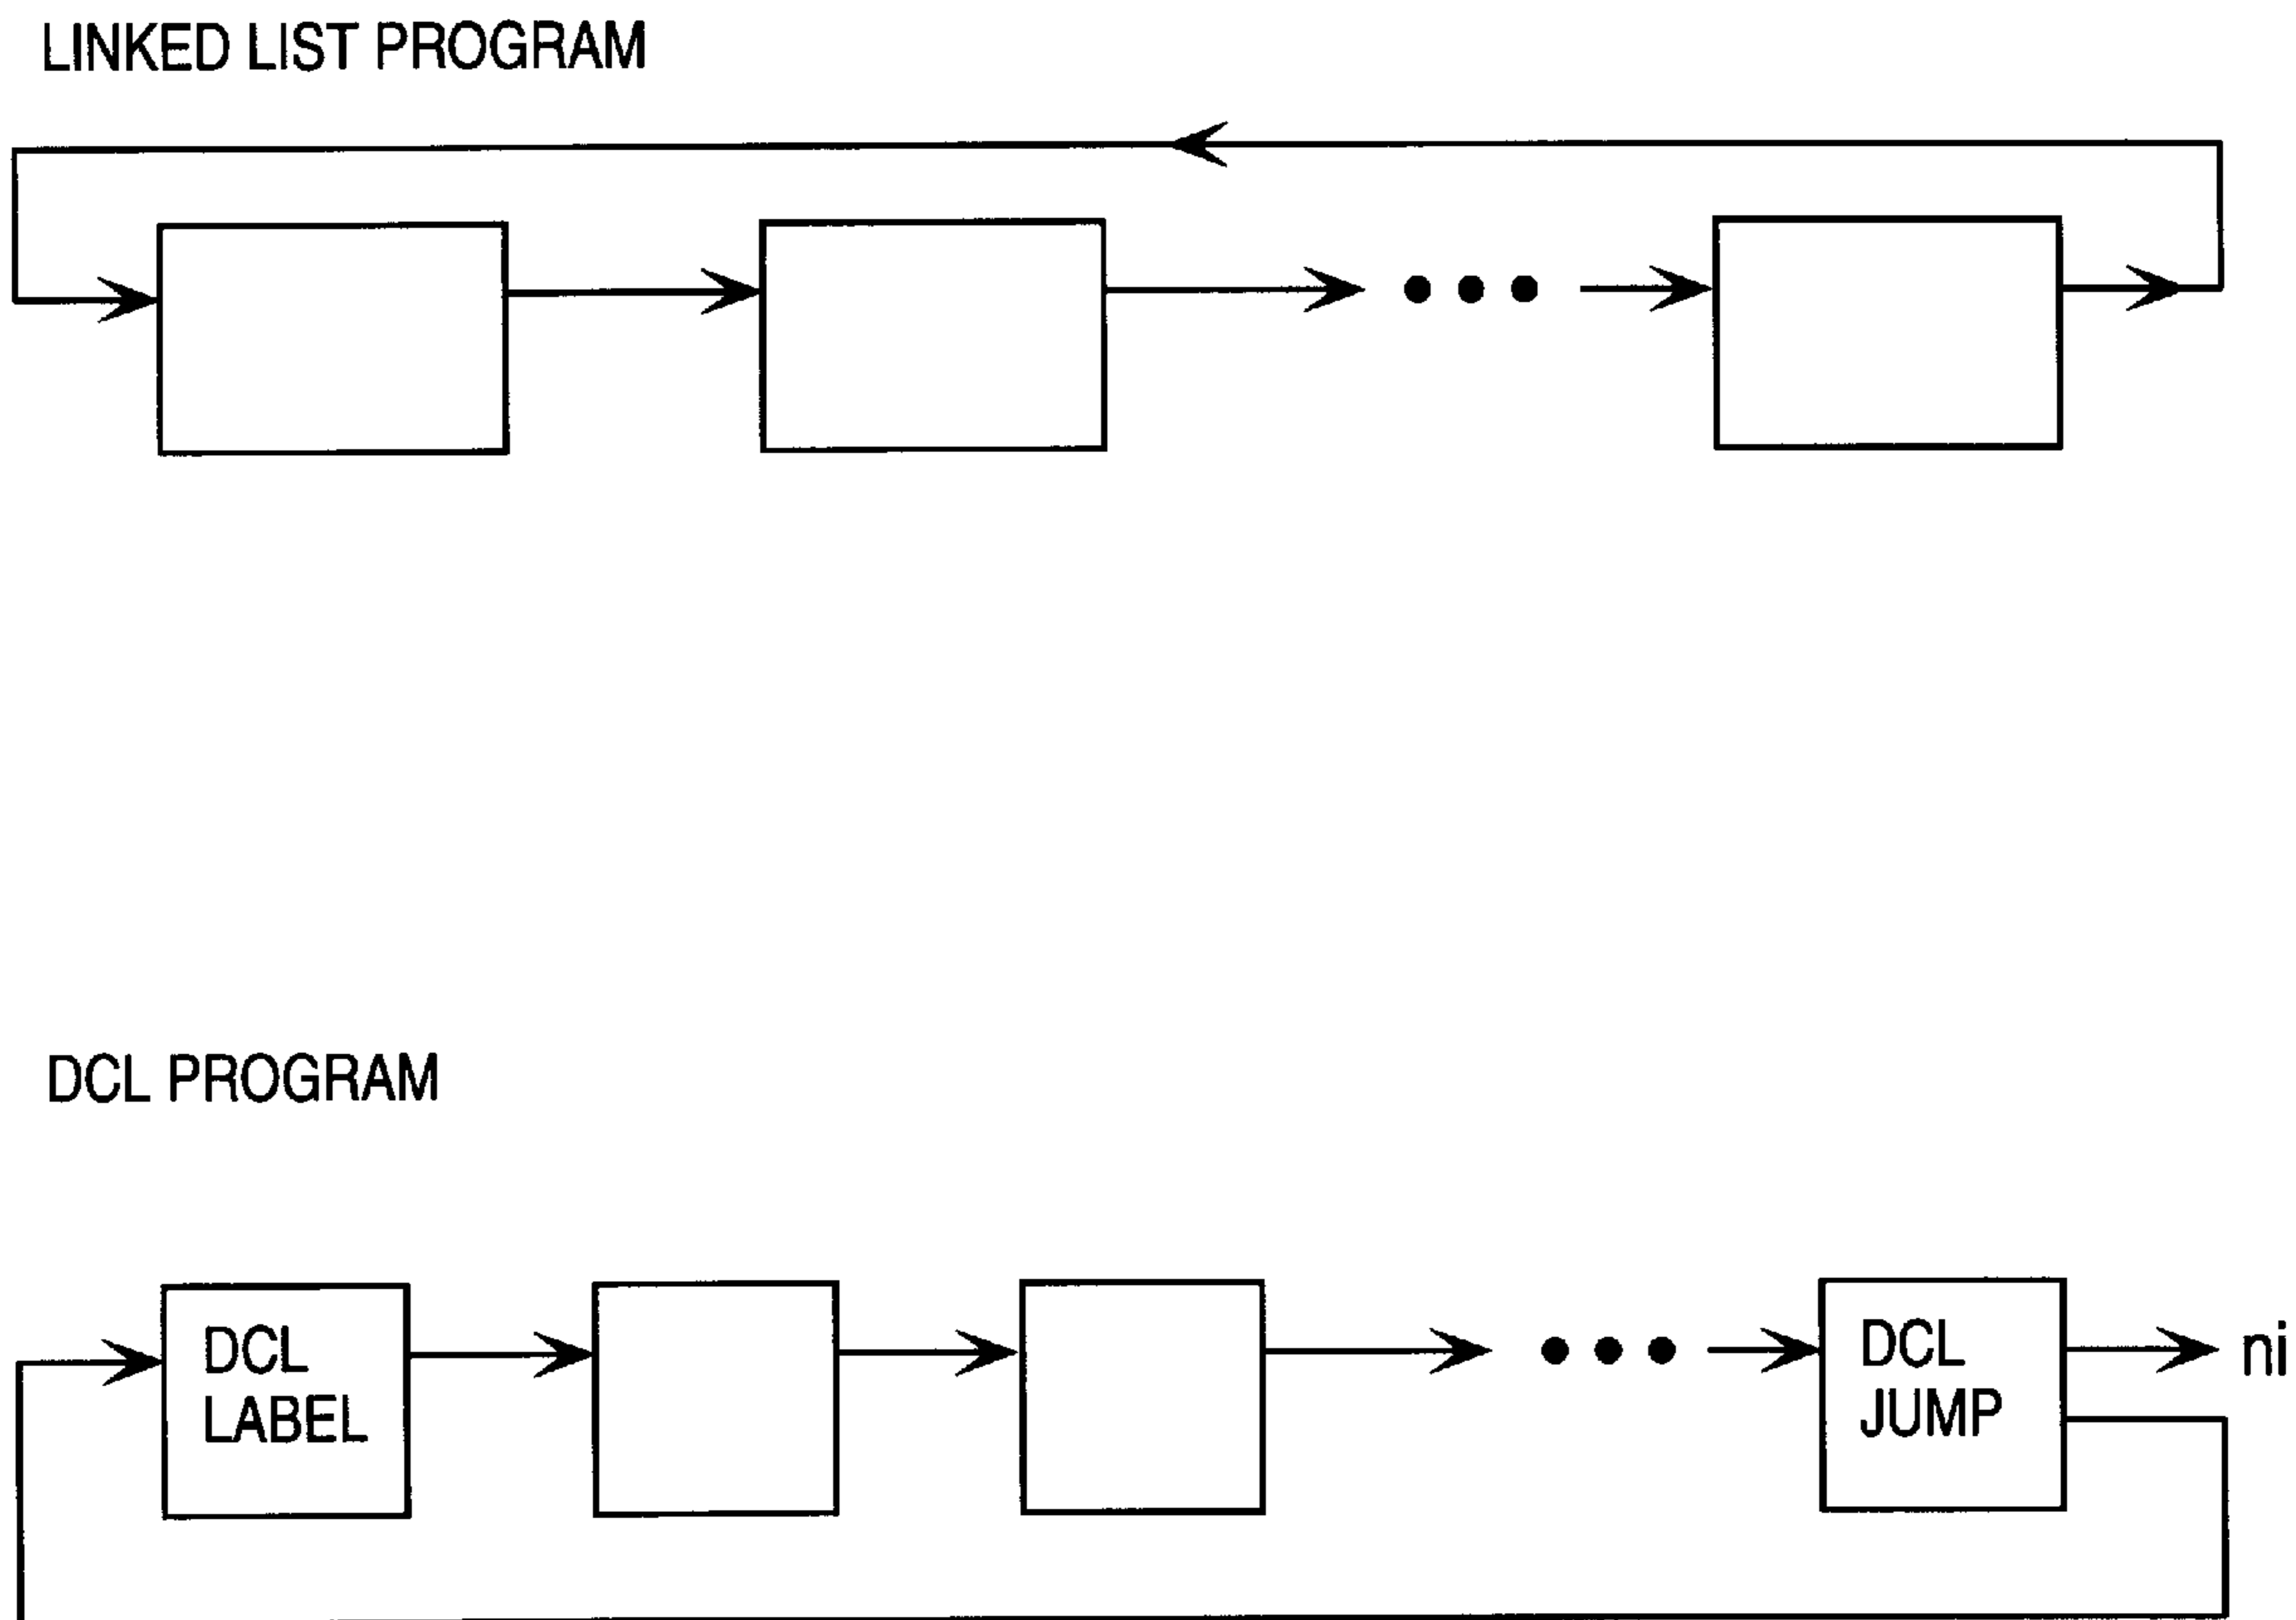 LINKED LIST PROGRAM
DCL PROGRAM
DCL
LABEL
DCL
JUMP
ni